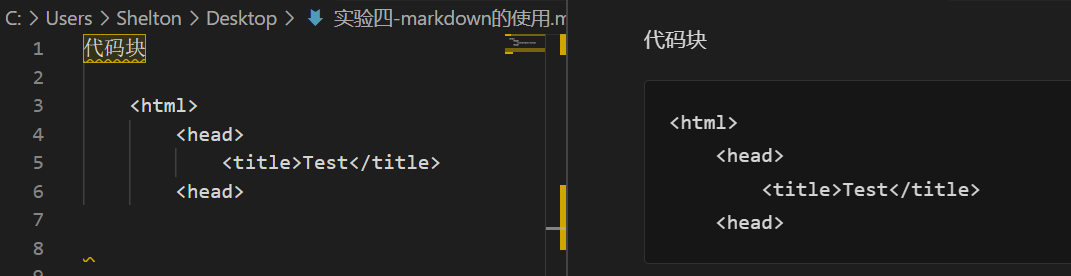 C: > Users > Shelton > Desktop > 实验四-markdown的使用.m
1 代码块
2
3 <html>
4 <head>
5 <title>Test</title>
6 <head>
7
8
代码块
<html>
<head>
<title>Test</title>
<head>